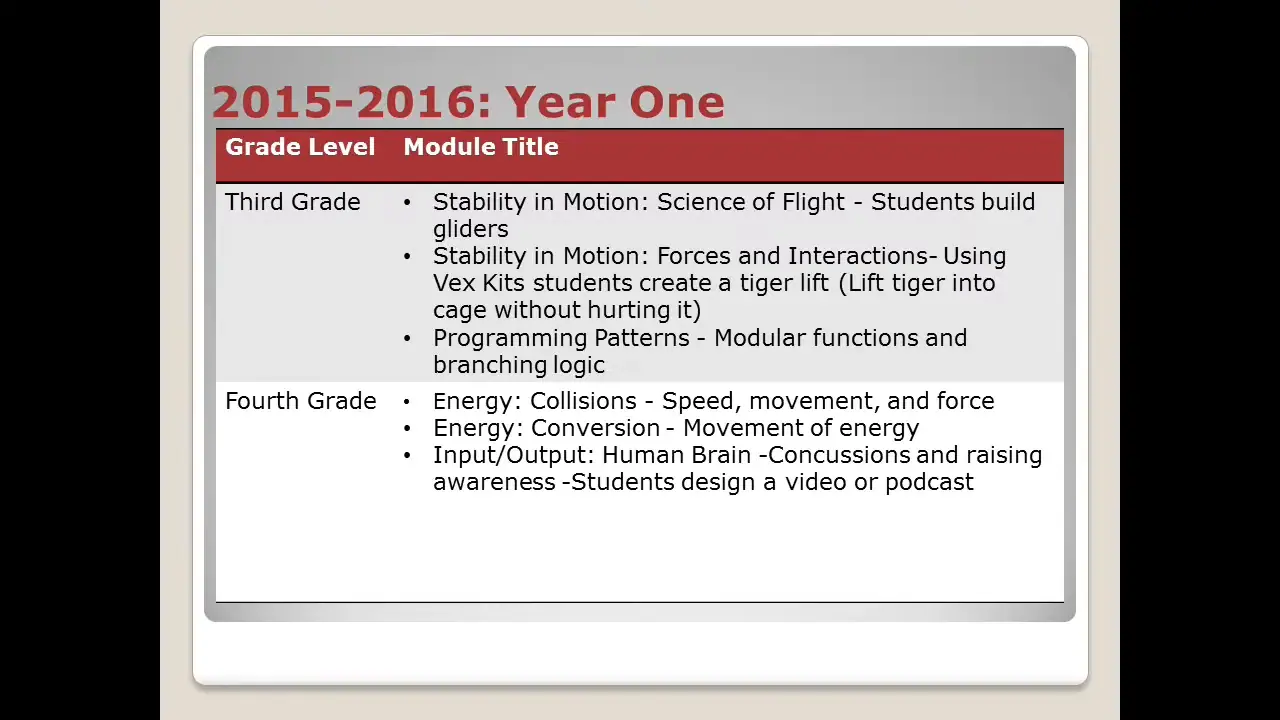 2015-2016: Year One
Grade Level Module Title
Third Grade • Stability in Motion: Science of Flight - Students build
gliders
• Stability in Motion: Forces and Interactions- Using
Vex Kits students create a tiger lift (Lift tiger into
cage without hurting it)
• Programming Patterns - Modular functions and
branching logic
Fourth Grade • Energy: Collisions - Speed, movement, and force
• Energy: Conversion - Movement of energy
• Input/Output: Human Brain -Concussions and raising
awareness -Students design a video or podcast